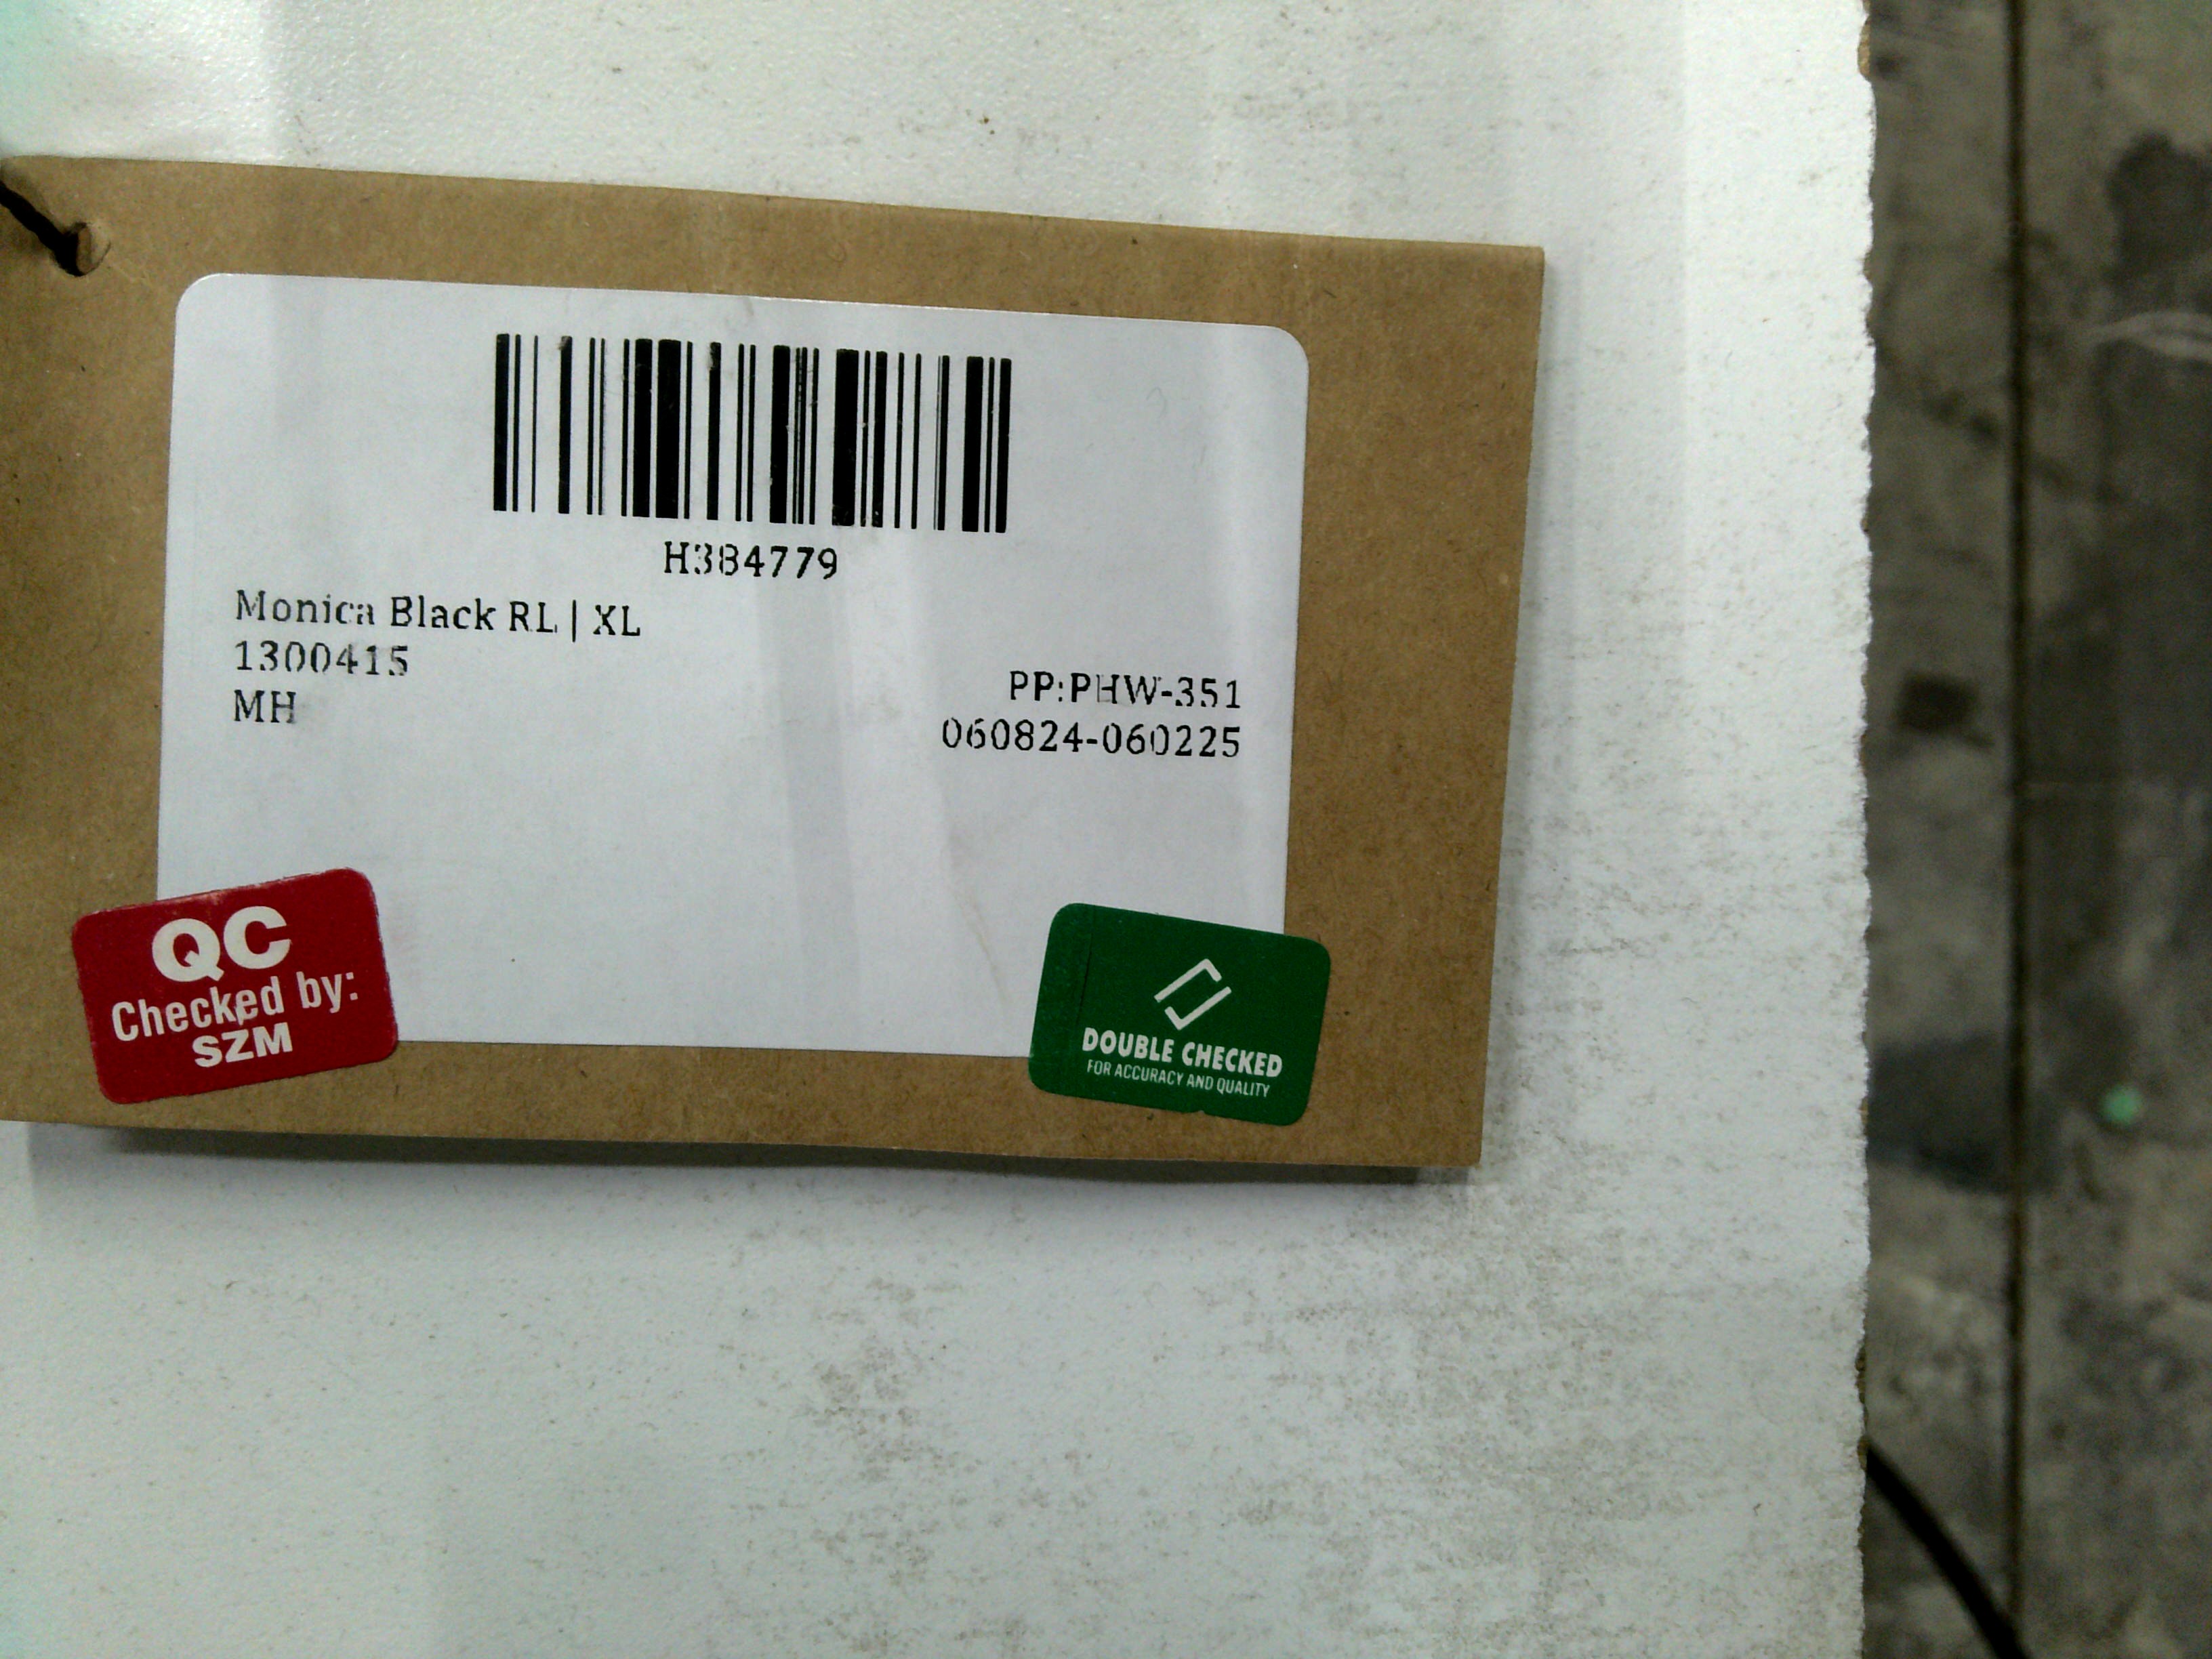 H384779
Monica Black RL | XL
1300415
MH
PP:PHW-351
060824-060225
QC
Checked by:
SZM
DOUBLE CHECKED
FOR ACCURACY AND QUALITY